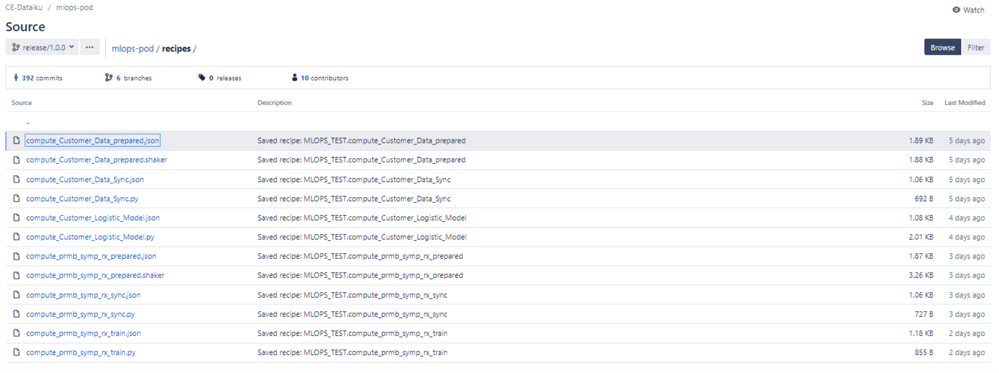 CE-Dataiku / mlops-pod
Watch
Source
release/1.0.0 ··· mlops-pod / recipes / Browse Filter
392 commits 6 branches 0 releases 10 contributors
Source Description Size Last Modified
..
compute_Customer_Data_prepared.json Saved recipe: MLOPS_TEST.compute_Customer_Data_prepared 1.89 KB 5 days ago
compute_Customer_Data_prepared.shaker Saved recipe: MLOPS_TEST.compute_Customer_Data_prepared 1.88 KB 5 days ago
compute_Customer_Data_Sync.json Saved recipe: MLOPS_TEST.compute_Customer_Data_Sync 1.06 KB 5 days ago
compute_Customer_Data_Sync.py Saved recipe: MLOPS_TEST.compute_Customer_Data_Sync 692 B 5 days ago
compute_Customer_Logistic_Model.json Saved recipe: MLOPS_TEST.compute_Customer_Logistic_Model 1.08 KB 4 days ago
compute_Customer_Logistic_Model.py Saved recipe: MLOPS_TEST.compute_Customer_Logistic_Model 2.01 KB 4 days ago
compute_prmb_symp_rx_prepared.json Saved recipe: MLOPS_TEST.compute_prmb_symp_rx_prepared 1.87 KB 3 days ago
compute_prmb_symp_rx_prepared.shaker Saved recipe: MLOPS_TEST.compute_prmb_symp_rx_prepared 3.26 KB 3 days ago
compute_prmb_symp_rx_sync.json Saved recipe: MLOPS_TEST.compute_prmb_symp_rx_sync 1.06 KB 3 days ago
compute_prmb_symp_rx_sync.py Saved recipe: MLOPS_TEST.compute_prmb_symp_rx_sync 727 B 3 days ago
compute_prmb_symp_rx_train.json Saved recipe: MLOPS_TEST.compute_prmb_symp_rx_train 1.18 KB 2 days ago
compute_prmb_symp_rx_train.py Saved recipe: MLOPS_TEST.compute_prmb_symp_rx_train 855 B 2 days ago